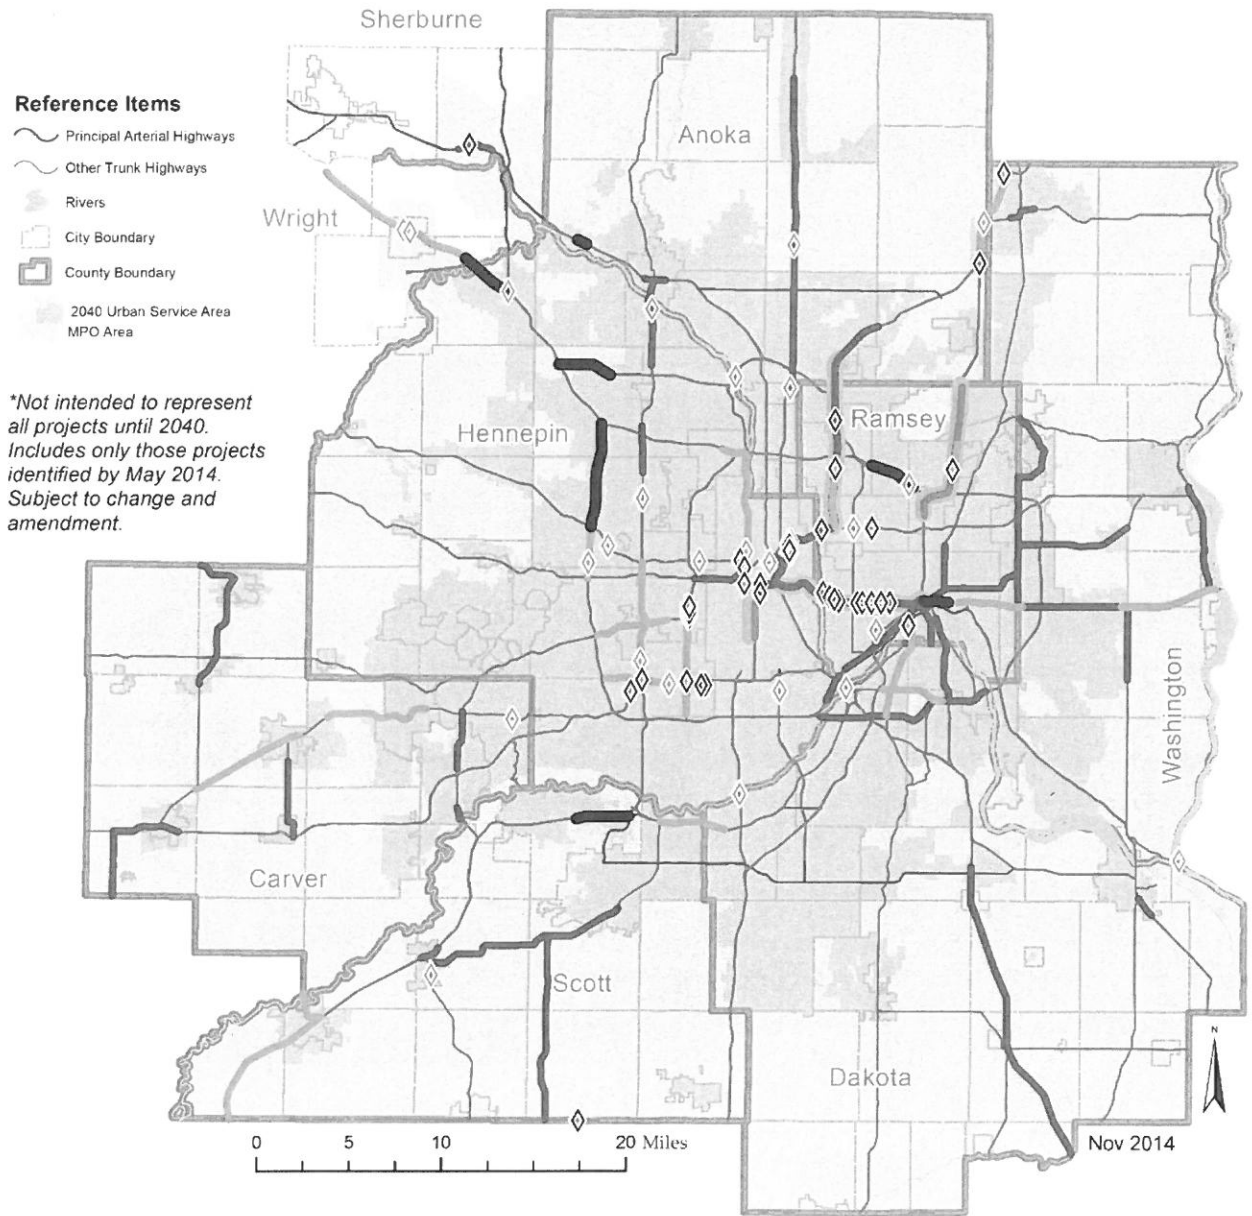 Sherburne
Reference Items
Principal Arterial Highways
Other Trunk Highways
Rivers
City Boundary
County Boundary
2040 Urban Service Area
MPO Area
Anoka
Wright
*Not intended to represent
all projects until 2040.
Includes only those projects
identified by May 2014.
Subject to change and
amendment.
Hennepin
Ramsey
Washington
Carver
Scott
Dakota
N
0 5 10 20 Miles
Nov 2014